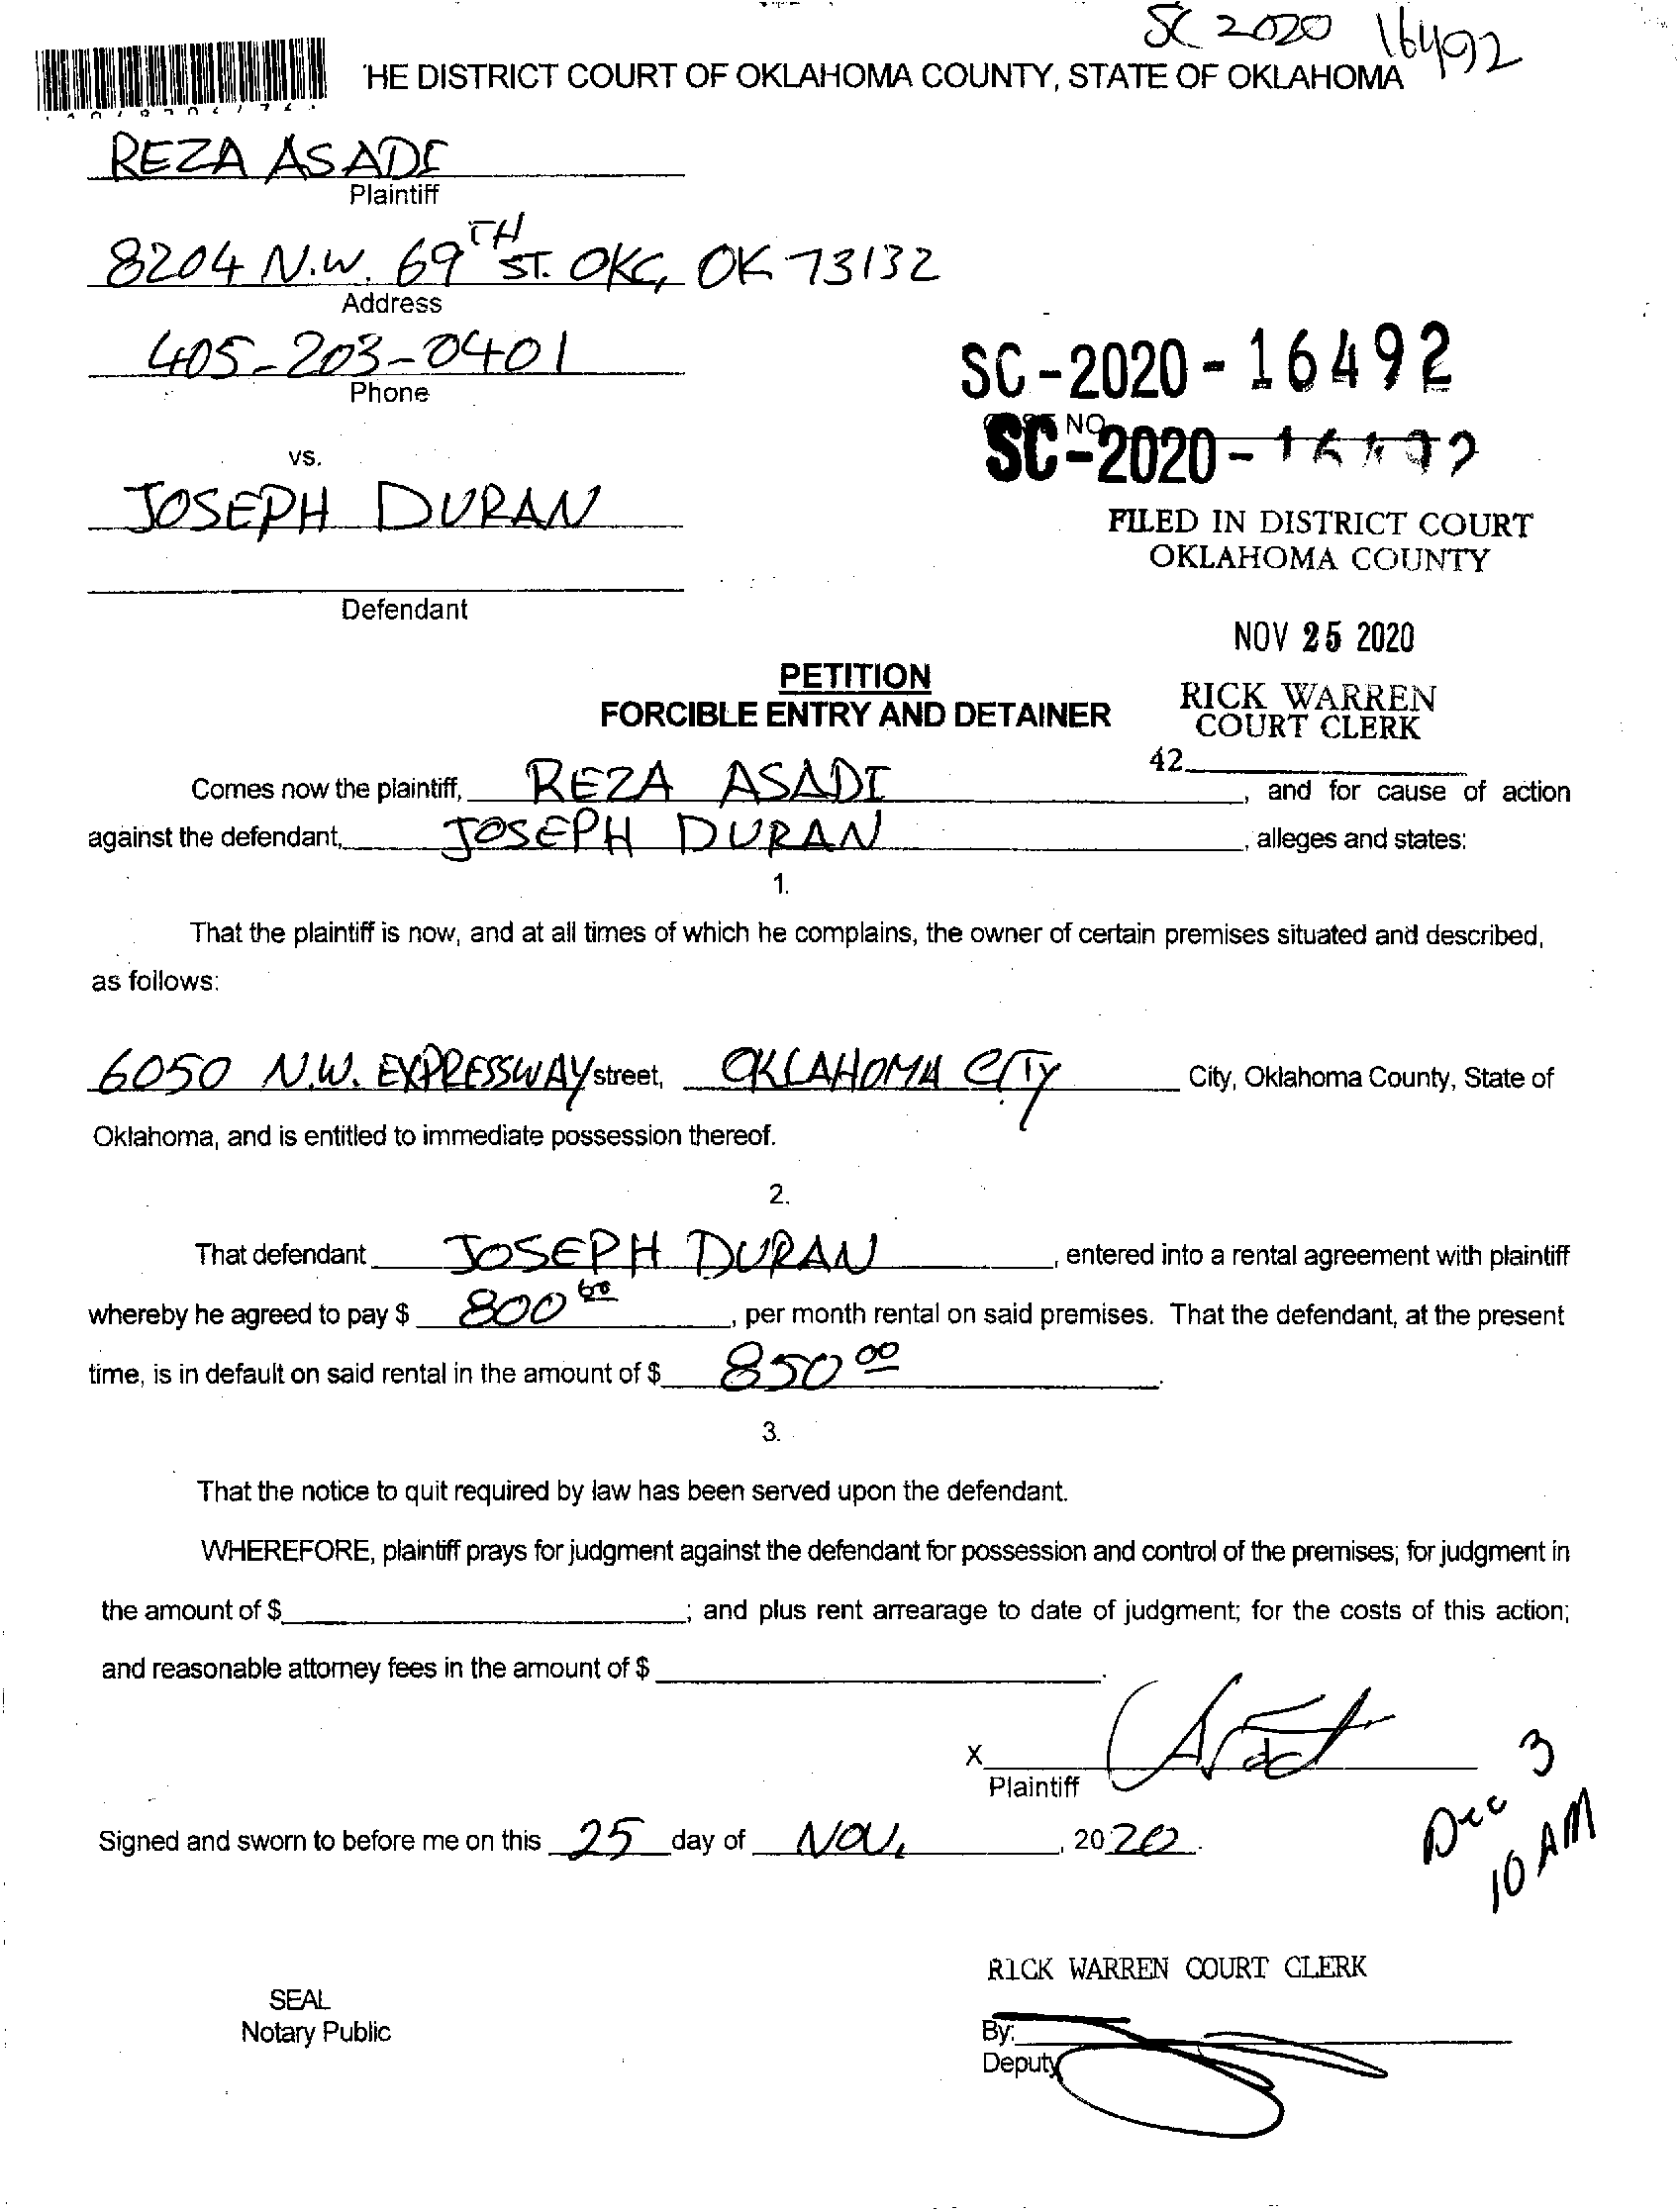 SC 2020 16492
'HE DISTRICT COURT OF OKLAHOMA COUNTY, STATE OF OKLAHOMA
REZA ASADI
Plaintiff
8204 N.W. 69TH ST. OKC, OK 73132
Address
405-203-0401
Phone
SC-2020-16492
NO.
SC-2020-16492
vs.
JOSEPH DURAN
FILED IN DISTRICT COURT
OKLAHOMA COUNTY
Defendant
NOV 25 2020
PETITION
FORCIBLE ENTRY AND DETAINER
RICK WARREN
COURT CLERK
42
Comes now the plaintiff, REZA ASADI, and for cause of action
against the defendant, JOSEPH DURAN, alleges and states:
1.
That the plaintiff is now, and at all times of which he complains, the owner of certain premises situated and described,
as follows:
6050 N.W. EXPRESSWAY street, OKLAHOMA CITY City, Oklahoma County, State of
Oklahoma, and is entitled to immediate possession thereof.
2.
That defendant JOSEPH DURAN, entered into a rental agreement with plaintiff
whereby he agreed to pay $ 800 00, per month rental on said premises. That the defendant, at the present
time, is in default on said rental in the amount of $ 850 00.
3.
That the notice to quit required by law has been served upon the defendant.
WHEREFORE, plaintiff prays for judgment against the defendant for possession and control of the premises; for judgment in
the amount of $ ; and plus rent arrearage to date of judgment; for the costs of this action;
and reasonable attorney fees in the amount of $ .
X
Plaintiff
Signed and sworn to before me on this 25 day of NOV, , 2020.
Dec 3
10 AM
RICK WARREN COURT CLERK
SEAL
Notary Public
By:
Deputy